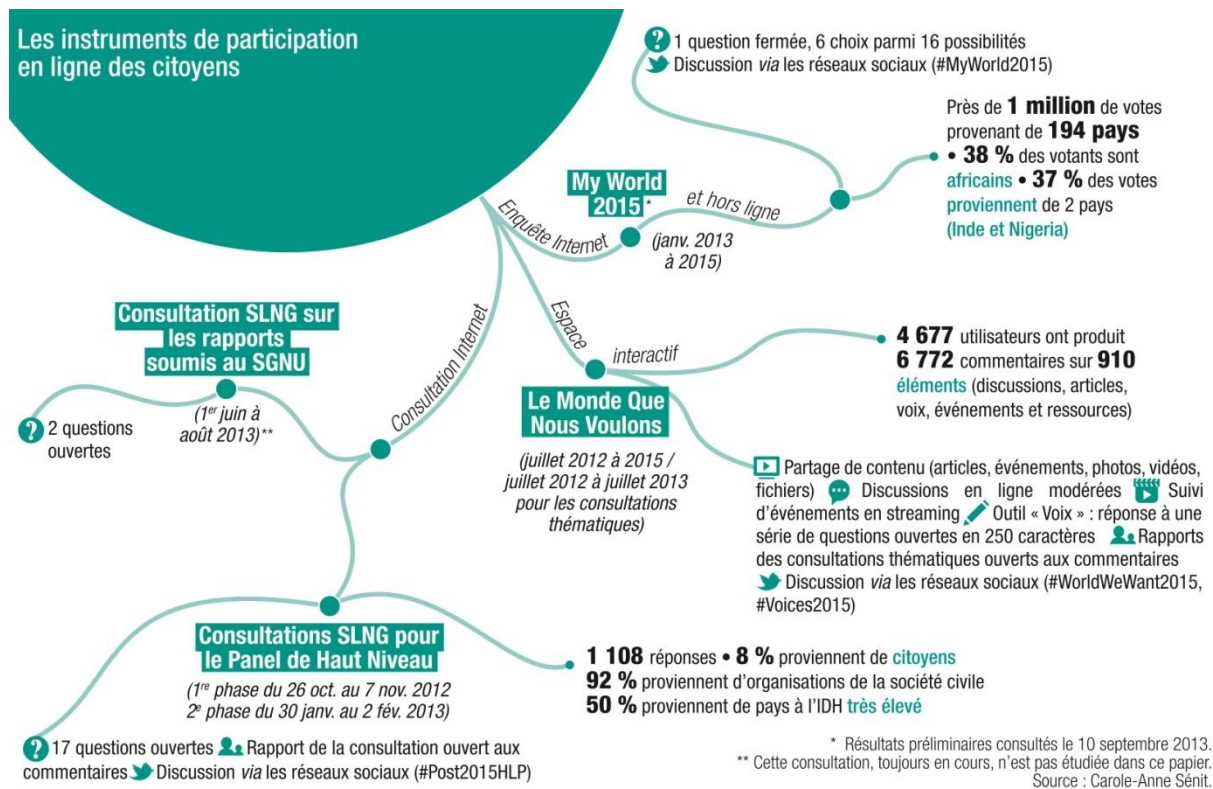 Les instruments de participation
en ligne des citoyens
1 question fermée, 6 choix parmi 16 possibilités
Discussion via les réseaux sociaux (#MyWorld2015)
Près de 1 million de votes
provenant de 194 pays
• 38 % des votants sont
africains • 37 % des votes
proviennent de 2 pays
(Inde et Nigeria)
Enquête Internet
My World
2015 *
et hors ligne
(janv. 2013
à 2015)
Espace
interactif
Le Monde Que
Nous Voulons
(juillet 2012 à 2015 /
juillet 2012 à juillet 2013
pour les consultations
thématiques)
4 677 utilisateurs ont produit
6 772 commentaires sur 910
éléments (discussions, articles,
voix, événements et ressources)
Partage de contenu (articles, événements, photos, vidéos,
fichiers) Discussions en ligne modérées Suivi
d'événements en streaming Outil « Voix » : réponse à une
série de questions ouvertes en 250 caractères Rapports
des consultations thématiques ouverts aux commentaires
Discussion via les réseaux sociaux (#WorldWeWant2015,
#Voices2015)
Consultation Internet
Consultation SLNG sur
les rapports
soumis au SGNU
(1er juin à
août 2013)**
2 questions
ouvertes
Consultations SLNG pour
le Panel de Haut Niveau
(1re phase du 26 oct. au 7 nov. 2012
2e phase du 30 janv. au 2 fév. 2013)
1 108 réponses • 8 % proviennent de citoyens
92 % proviennent d'organisations de la société civile
50 % proviennent de pays à l'IDH très élevé
17 questions ouvertes Rapport de la consultation ouvert aux
commentaires Discussion via les réseaux sociaux (#Post2015HLP)
* Résultats préliminaires consultés le 10 septembre 2013.
** Cette consultation, toujours en cours, n'est pas étudiée dans ce papier.
Source : Carole-Anne Sénit.